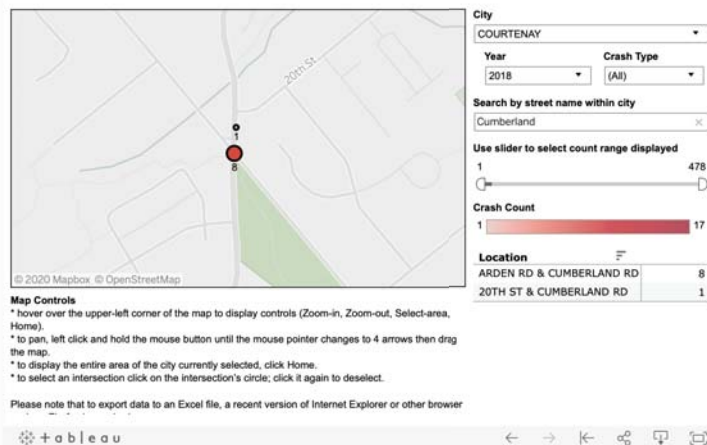 20th St
1
8
© 2020 Mapbox © OpenStreetMap
City
COURTENAY
Year
Crash Type
2018
(All)
Search by street name within city
Cumberland
Use slider to select count range displayed
1
478
Crash Count
1
17
Location
ARDEN RD & CUMBERLAND RD 8
20TH ST & CUMBERLAND RD 1
Map Controls
* hover over the upper-left corner of the map to display controls (Zoom-in, Zoom-out, Select-area,
Home).
* to pan, left click and hold the mouse button until the mouse pointer changes to 4 arrows then drag
the map.
* to display the entire area of the city currently selected, click Home.
* to select an intersection click on the intersection's circle; click it again to deselect.
Please note that to export data to an Excel file, a recent version of Internet Explorer or other browser
+ a b l e a u